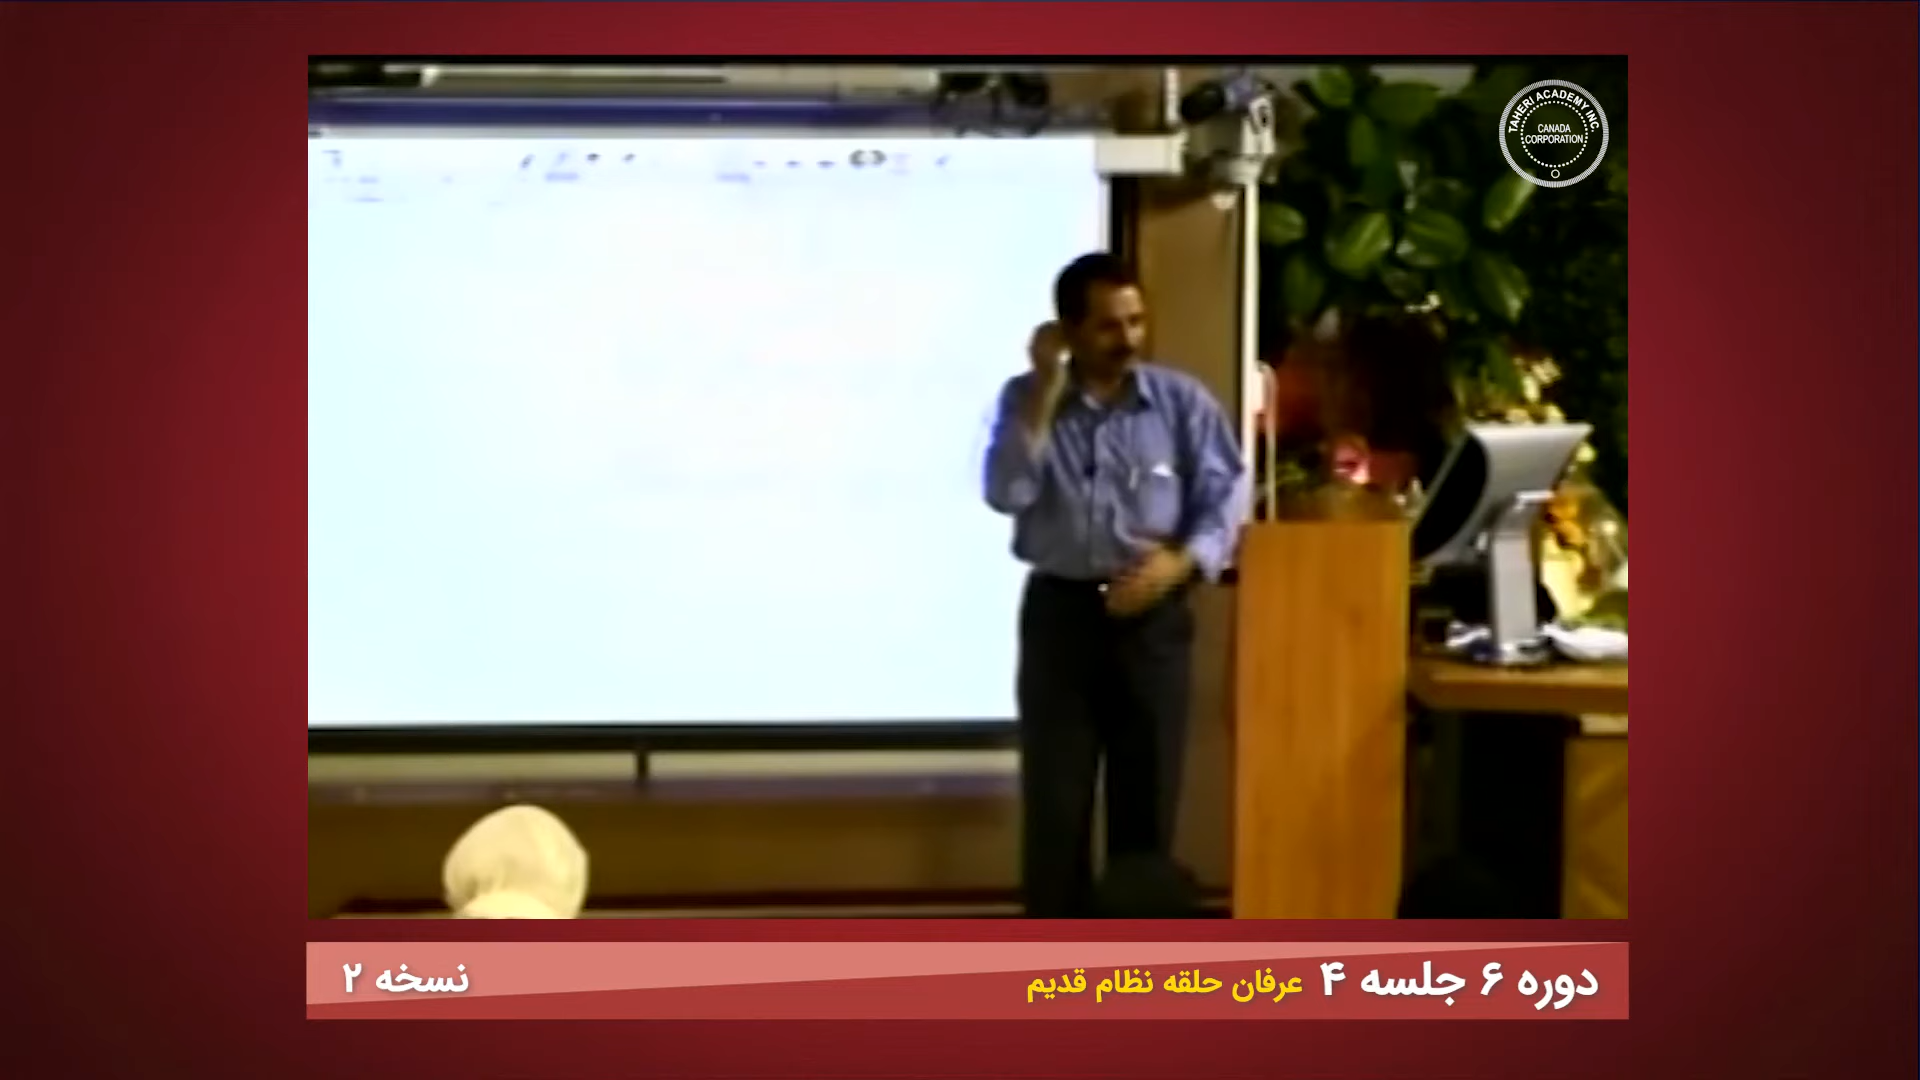 TAHERI ACADEMY INC.
CANADA
CORPORATION
دوره ۶ جلسه ۴ عرفان حلقه نظام قدیم
نسخه ۲